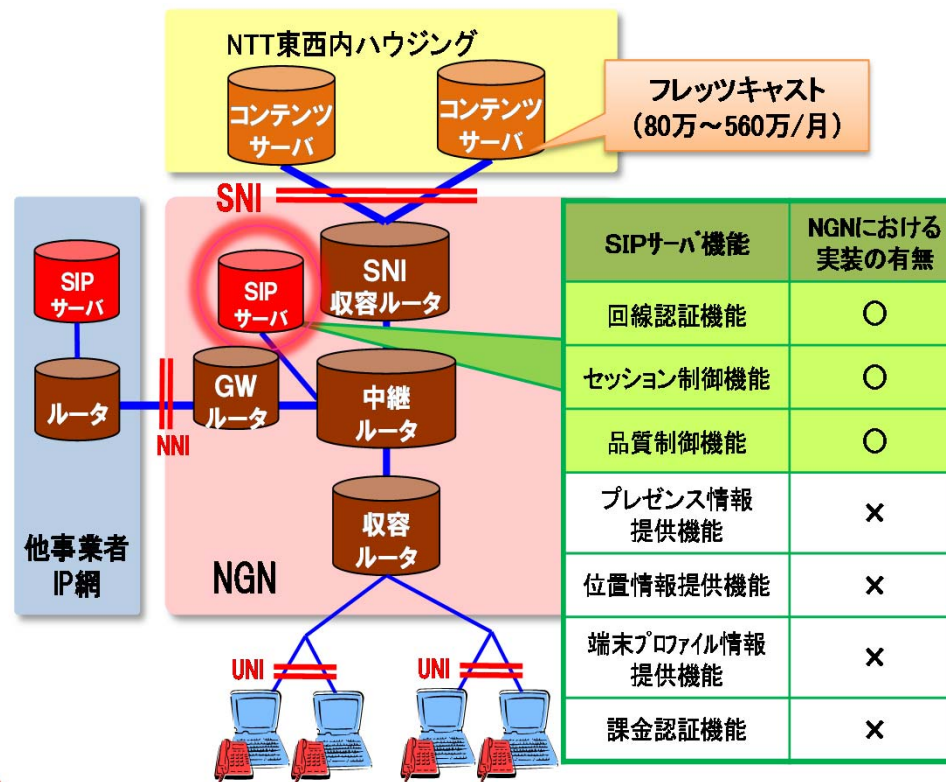 NTT東西内ハウジング
コンテンツ
サーバ
コンテンツ
サーバ
フレッツキャスト
(80万～560万/月)
SNI
SIP
サーバ
ルータ
他事業者
IP網
NNI
SIP
サーバ
SNI
収容ルータ
GW
ルータ
中継
ルータ
収容
ルータ
NGN
UNI
UNI
SIPサーバ機能
NGNにおける
実装の有無
回線認証機能
○
セッション制御機能
○
品質制御機能
○
プレゼンス情報
提供機能
×
位置情報提供機能
×
端末プロファイル情報
提供機能
×
課金認証機能
×